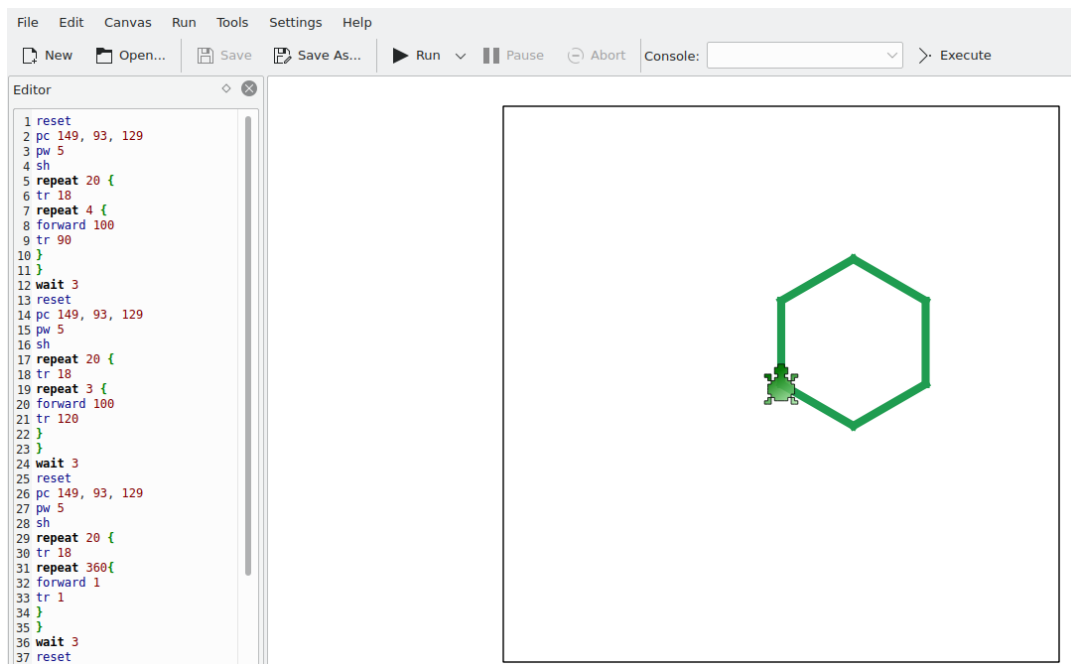 File Edit Canvas Run Tools Settings Help
New Open... Save Save As... Run Pause Abort Console: Execute
Editor
1 reset
2 pc 149, 93, 129
3 pw 5
4 sh
5 repeat 20 {
6 tr 18
7 repeat 4 {
8 forward 100
9 tr 90
10 }
11 }
12 wait 3
13 reset
14 pc 149, 93, 129
15 pw 5
16 sh
17 repeat 20 {
18 tr 18
19 repeat 3 {
20 forward 100
21 tr 120
22 }
23 }
24 wait 3
25 reset
26 pc 149, 93, 129
27 pw 5
28 sh
29 repeat 20 {
30 tr 18
31 repeat 360{
32 forward 1
33 tr 1
34 }
35 }
36 wait 3
37 reset